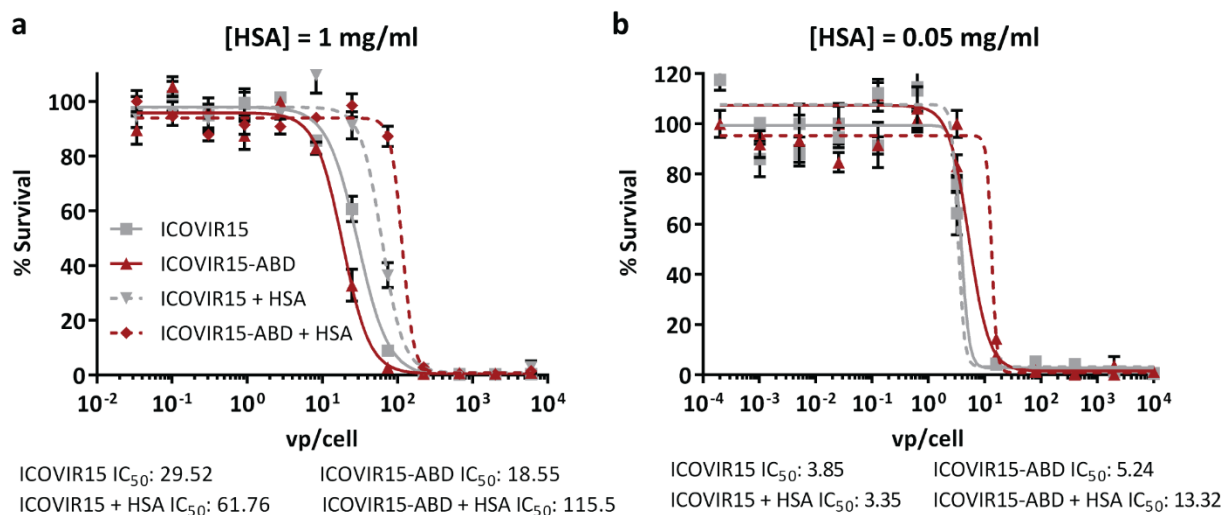 a
[HSA] = 1 mg/ml
% Survival
100
80
60
40
20
0
ICOVIR15
ICOVIR15-ABD
ICOVIR15 + HSA
ICOVIR15-ABD + HSA
10⁻² 10⁻¹ 10⁰ 10¹ 10² 10³ 10⁴
vp/cell
ICOVIR15 IC₅₀: 29.52 ICOVIR15-ABD IC₅₀: 18.55
ICOVIR15 + HSA IC₅₀: 61.76 ICOVIR15-ABD + HSA IC₅₀: 115.5
b
[HSA] = 0.05 mg/ml
% Survival
120
100
80
60
40
20
0
10⁻⁴ 10⁻³ 10⁻² 10⁻¹ 10⁰ 10¹ 10² 10³ 10⁴
vp/cell
ICOVIR15 IC₅₀: 3.85 ICOVIR15-ABD IC₅₀: 5.24
ICOVIR15 + HSA IC₅₀: 3.35 ICOVIR15-ABD + HSA IC₅₀: 13.32